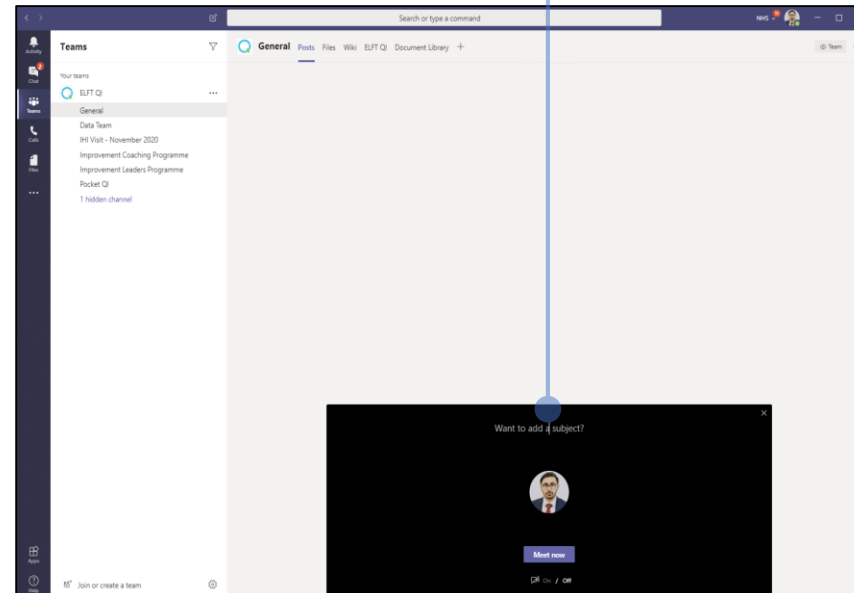 Search or type a command
NHS
Activity
Chat
2
Teams
Calls
Files
Apps
Help
Teams
Your teams
ELFT QI
General
Data Team
IHI Visit - November 2020
Improvement Coaching Programme
Improvement Leaders Programme
Pocket QI
1 hidden channel
Join or create a team
General Posts Files Wiki ELFT QI Document Library +
Team
Want to add a subject?
Meet now
On / Off